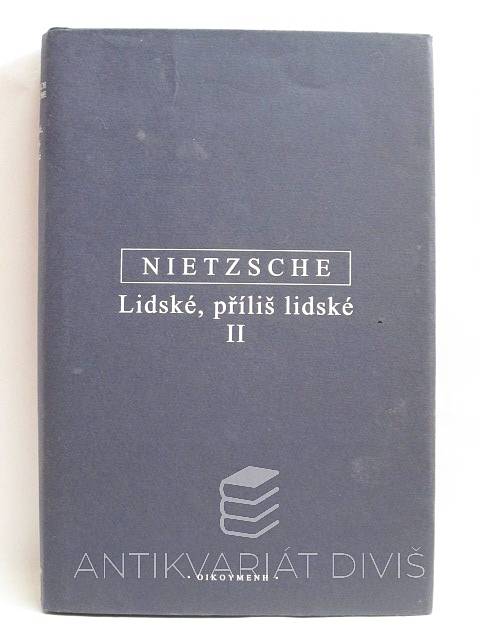 NIETZSCHE
Lidské, příliš lidské
II
ANTIKVARIÁT DIVIŠ
· OIKOYMENH ·